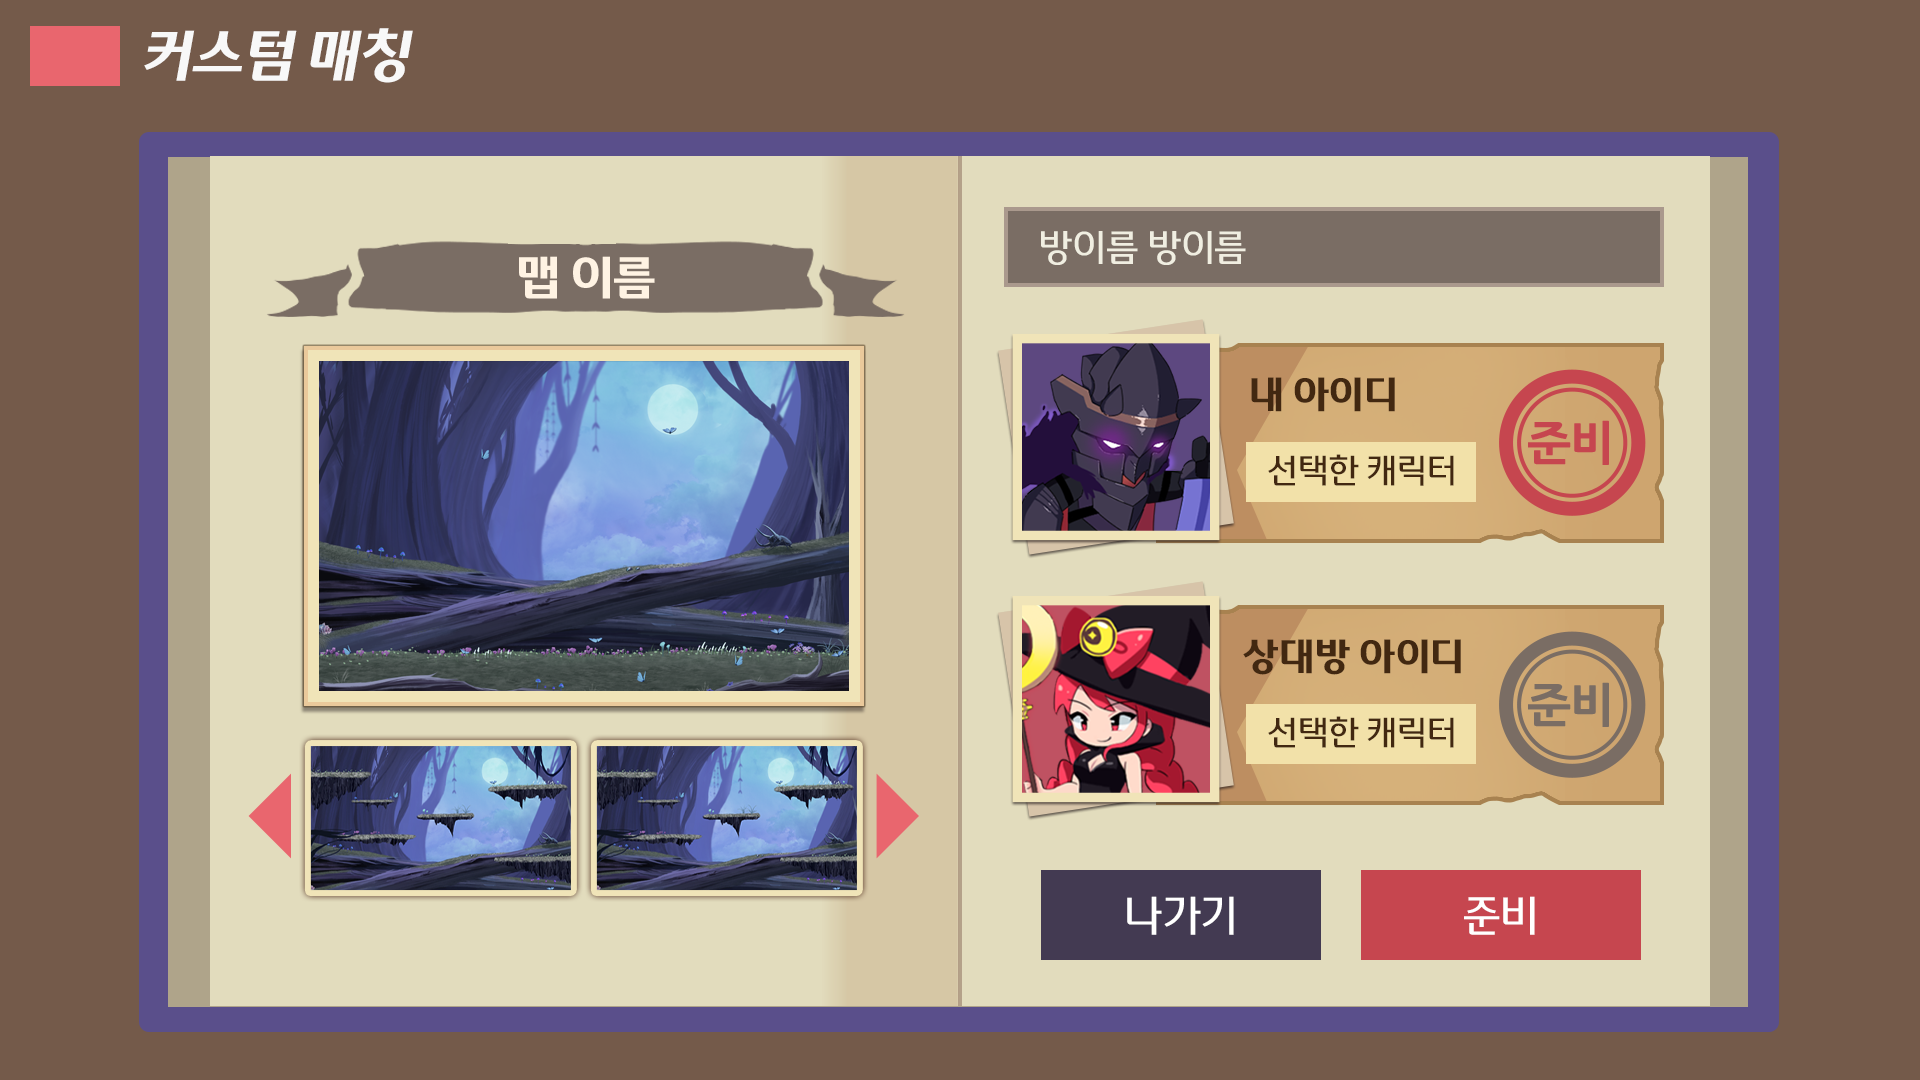 커스텀 매칭
맵 이름
방이름 방이름
내 아이디
선택한 캐릭터
준비
상대방 아이디
선택한 캐릭터
준비
나가기
준비